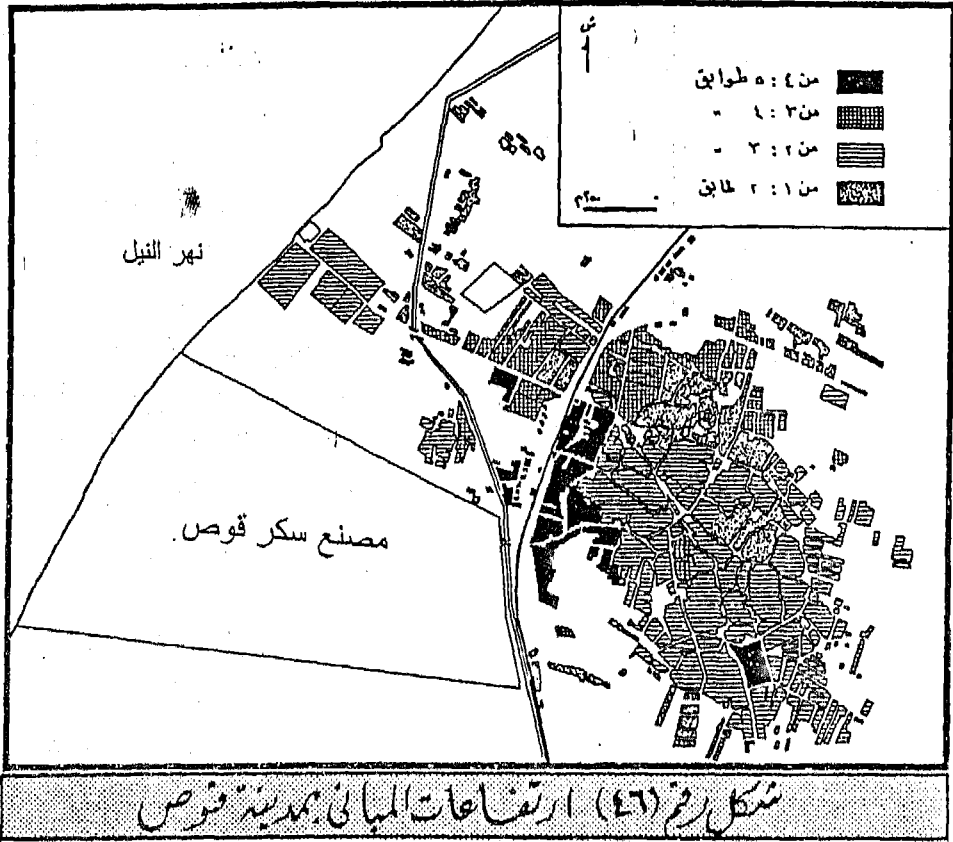 ش
من ٤ : ٥ طوابق
من ٣ : ٤ "
من ٢ : ٣ "
من ١ : ٢ طابق
نهر النيل
مصنع سكر قوص.
شكل رقم (٤٦) ارتفاعات المبانى بمدينة قوص